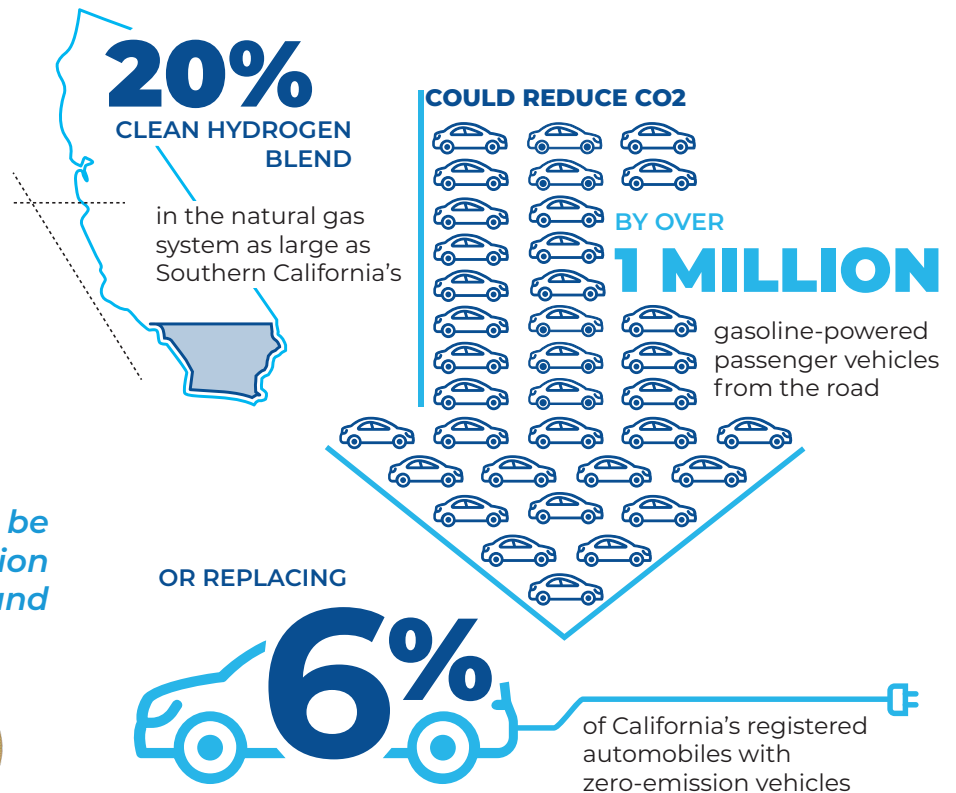 20%
CLEAN HYDROGEN
BLEND
in the natural gas
system as large as
Southern California's
COULD REDUCE CO2
BY OVER
1 MILLION
gasoline-powered
passenger vehicles
from the road
be
OR REPLACING
6%
of California's registered
automobiles with
zero-emission vehicles